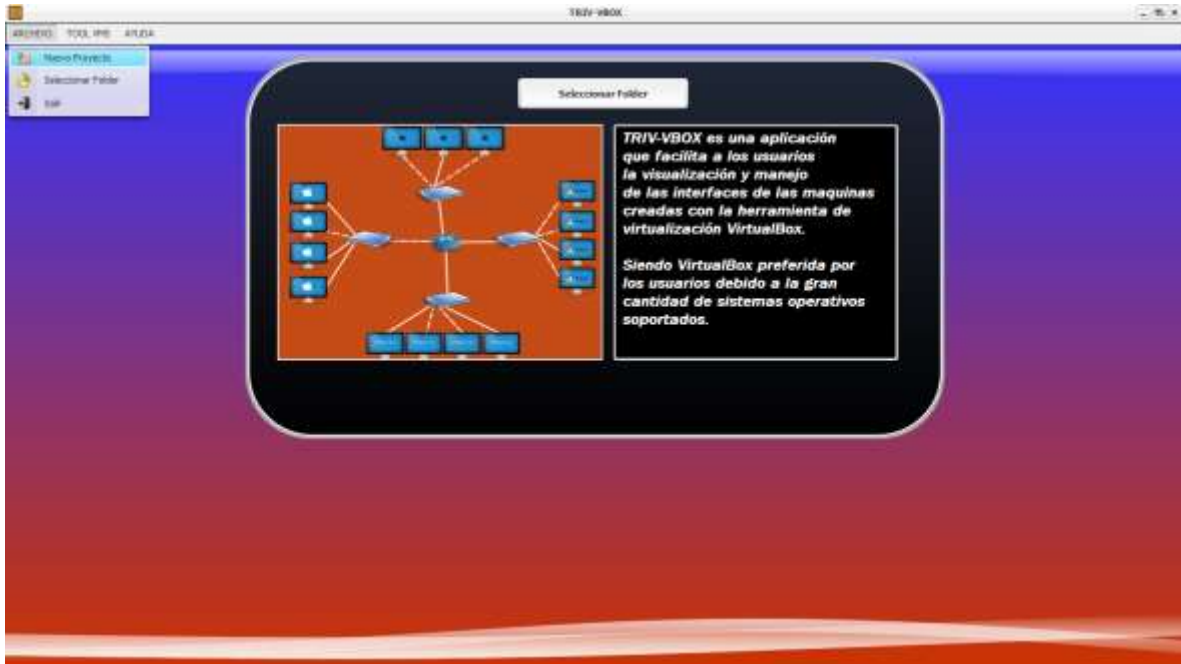 TRIV-VBOX
ARCHIVO TOOL VMS AYUDA
Nuevo Proyecto
Seleccionar Folder
Exit
Seleccionar Folder
TRIV-VBOX es una aplicación
que facilita a los usuarios
la visualización y manejo
de las interfaces de las maquinas
creadas con la herramienta de
virtualización VirtualBox.
Siendo VirtualBox preferida por
los usuarios debido a la gran
cantidad de sistemas operativos
soportados.